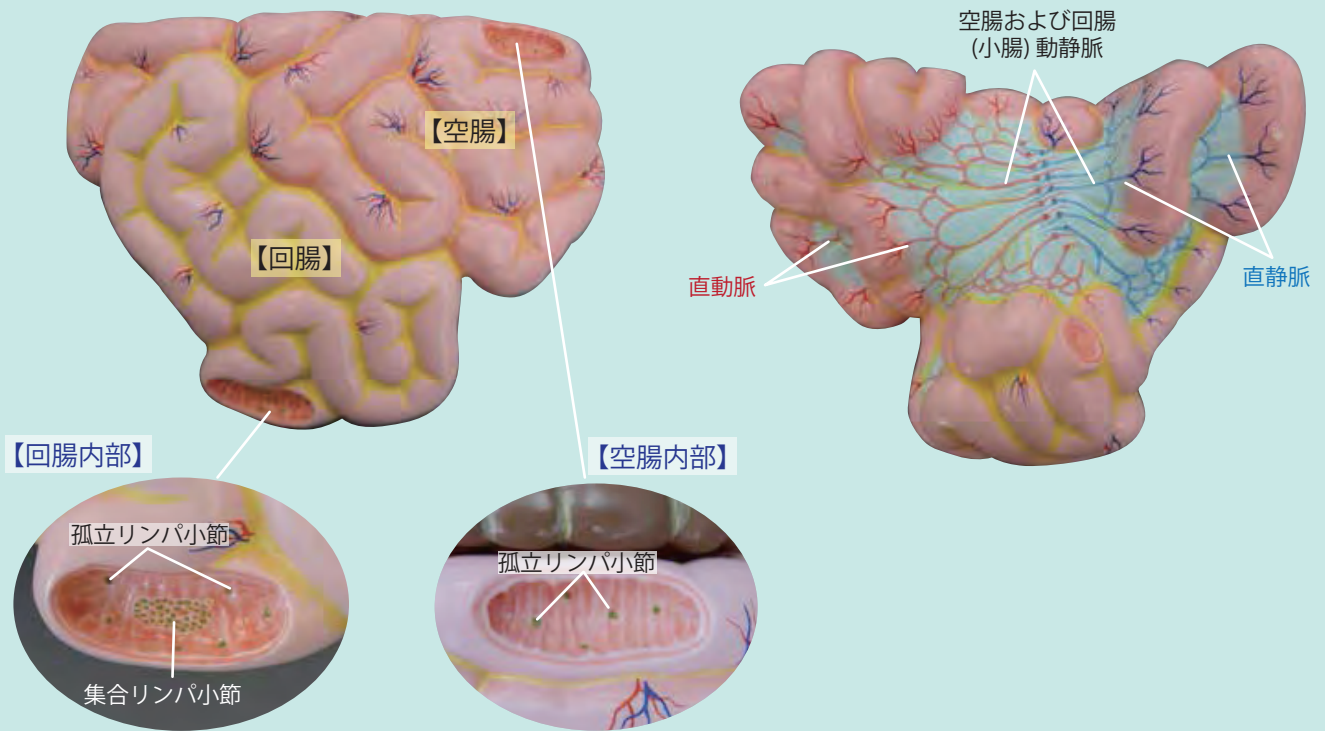 空腸および回腸
(小腸) 動静脈
【空腸】
【回腸】
直動脈
直静脈
【回腸内部】
【空腸内部】
孤立リンパ小節
孤立リンパ小節
集合リンパ小節